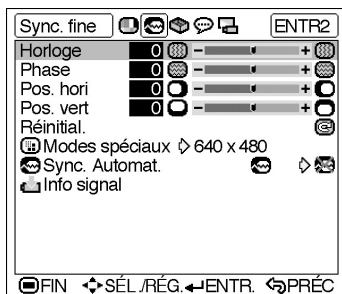 Sync. fine ENTR2
Horloge 0 - +
Phase 0 - +
Pos. hori 0 - +
Pos. vert 0 - +
Réinitial.
Modes spéciaux 640 x 480
Sync. Automat.
Info signal
FIN SÉL./RÉG. ENTR. PRÉC